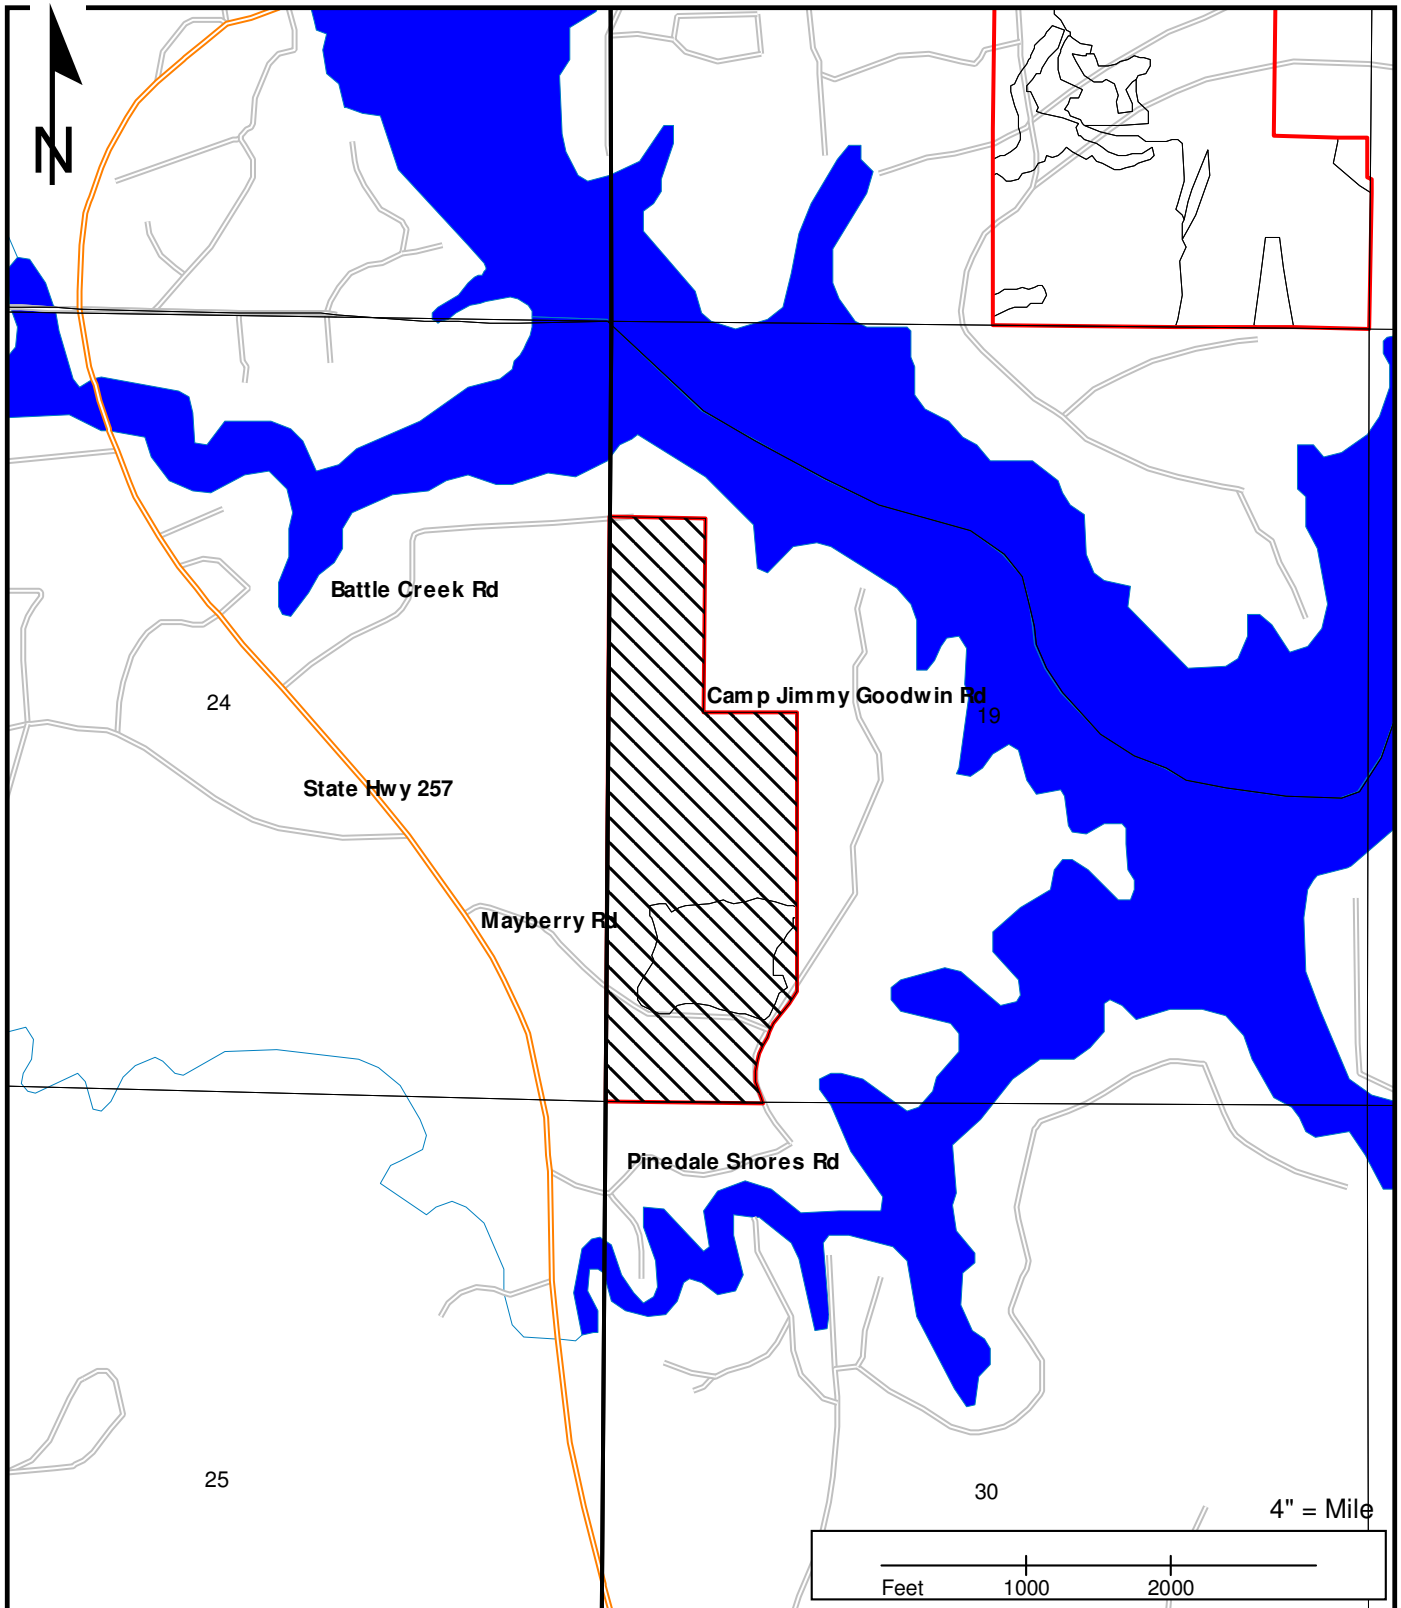 N
Battle Creek Rd
24
Camp Jimmy Goodwin Rd
19
State Hwy 257
Mayberry Rd
Pinedale Shores Rd
25
30
4" = Mile
Feet 1000 2000